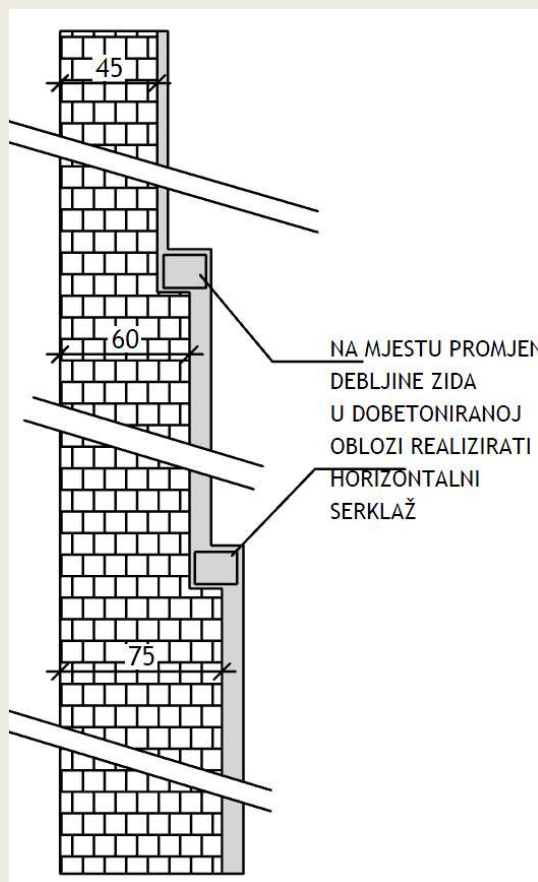 45
60
NA MJESTU PROMJEN
DEBLJINE ZIDA
U DOBETONIRANOJ
OBLOZI REALIZIRATI
HORIZONTALNI
SERKLAŽ
75